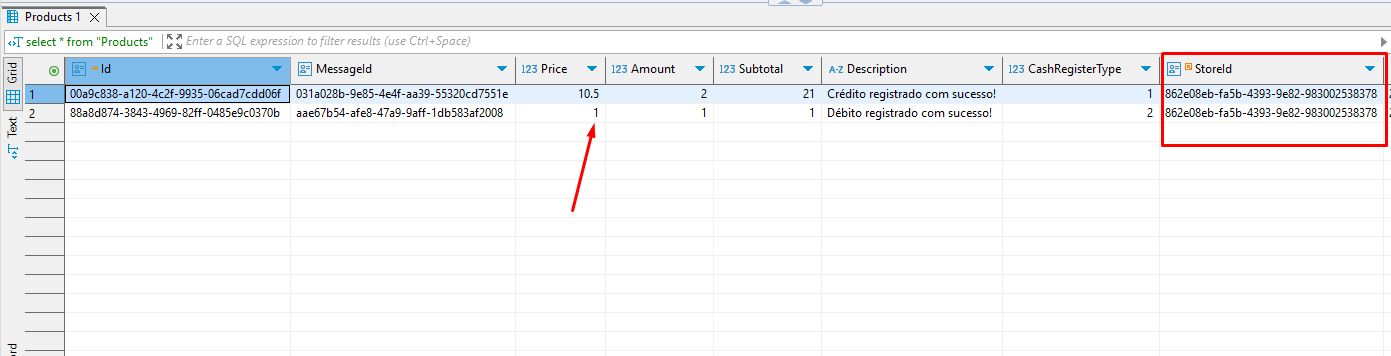 Products 1
select * from "Products"
Enter a SQL expression to filter results (use Ctrl+Space)
Grid
Text
Id MessageId 123 Price 123 Amount 123 Subtotal A-Z Description 123 CashRegisterType StoreId
1 00a9c838-a120-4c2f-9935-06cad7cdd06f 031a028b-9e85-4e4f-aa39-55320cd7551e 10.5 2 21 Crédito registrado com sucesso! 1 862e08eb-fa5b-4393-9e82-983002538378
2 88a8d874-3843-4969-82ff-0485e9c0370b aae67b54-afe8-47a9-9aff-1db583af2008 1 1 1 Débito registrado com sucesso! 2 862e08eb-fa5b-4393-9e82-983002538378